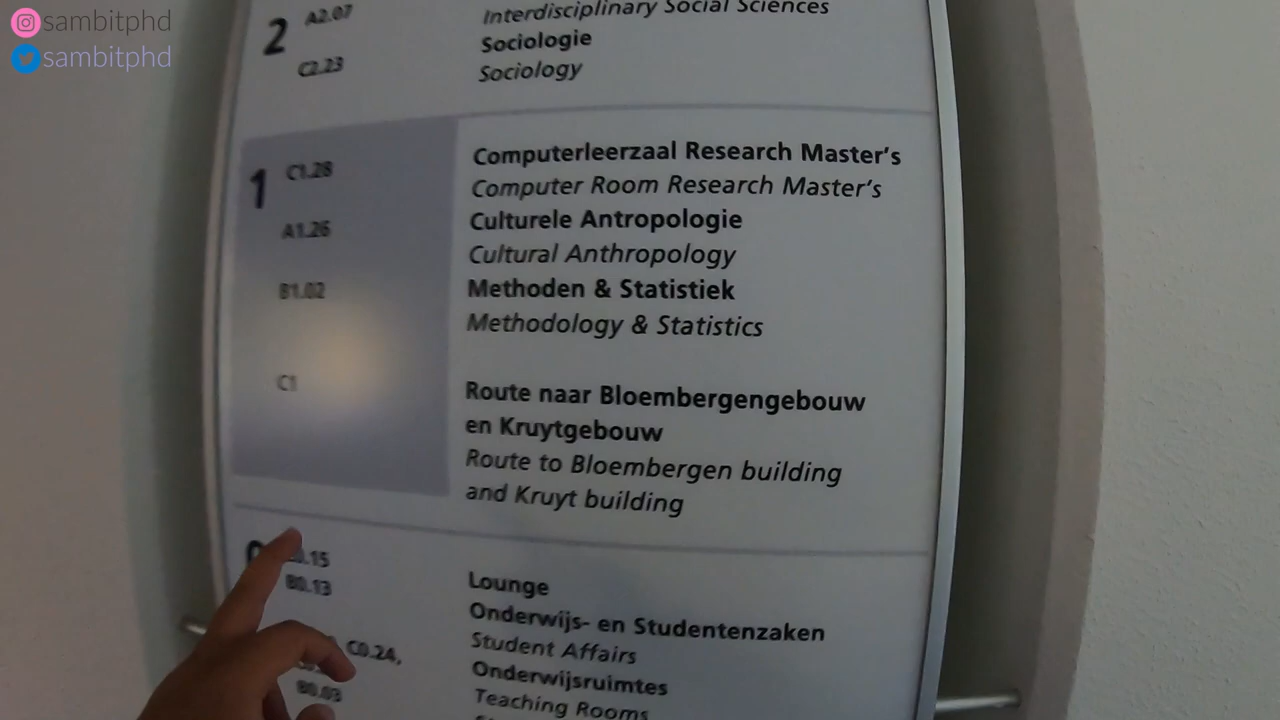 sambitphd
sambitphd
2 A2.07 Interdisciplinary Social Sciences
Sociologie
C2.23 Sociology
1 C1.28 Computerleerzaal Research Master's
Computer Room Research Master's
A1.26 Culturele Antropologie
Cultural Anthropology
B1.02 Methoden & Statistiek
Methodology & Statistics
C1 Route naar Bloembergengebouw
en Kruytgebouw
Route to Bloembergen building
and Kruyt building
Lounge
B0.13 Onderwijs- en Studentenzaken
Student Affairs
C0.24, Onderwijsruimtes
B0.03 Teaching Rooms